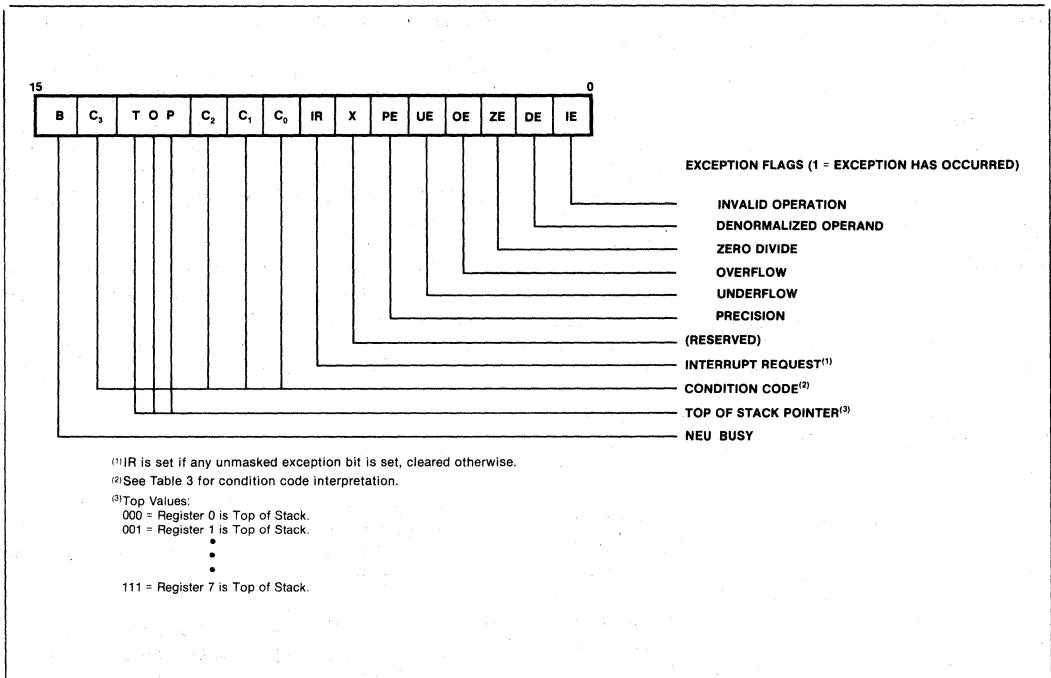 15 0
B C₃ T O P C₂ C₁ C₀ IR X PE UE OE ZE DE IE
EXCEPTION FLAGS (1 = EXCEPTION HAS OCCURRED)
INVALID OPERATION
DENORMALIZED OPERAND
ZERO DIVIDE
OVERFLOW
UNDERFLOW
PRECISION
(RESERVED)
INTERRUPT REQUEST⁽¹⁾
CONDITION CODE⁽²⁾
TOP OF STACK POINTER⁽³⁾
NEU BUSY
⁽¹⁾IR is set if any unmasked exception bit is set, cleared otherwise.
⁽²⁾See Table 3 for condition code interpretation.
⁽³⁾Top Values:
000 = Register 0 is Top of Stack.
001 = Register 1 is Top of Stack.
•
•
•
111 = Register 7 is Top of Stack.